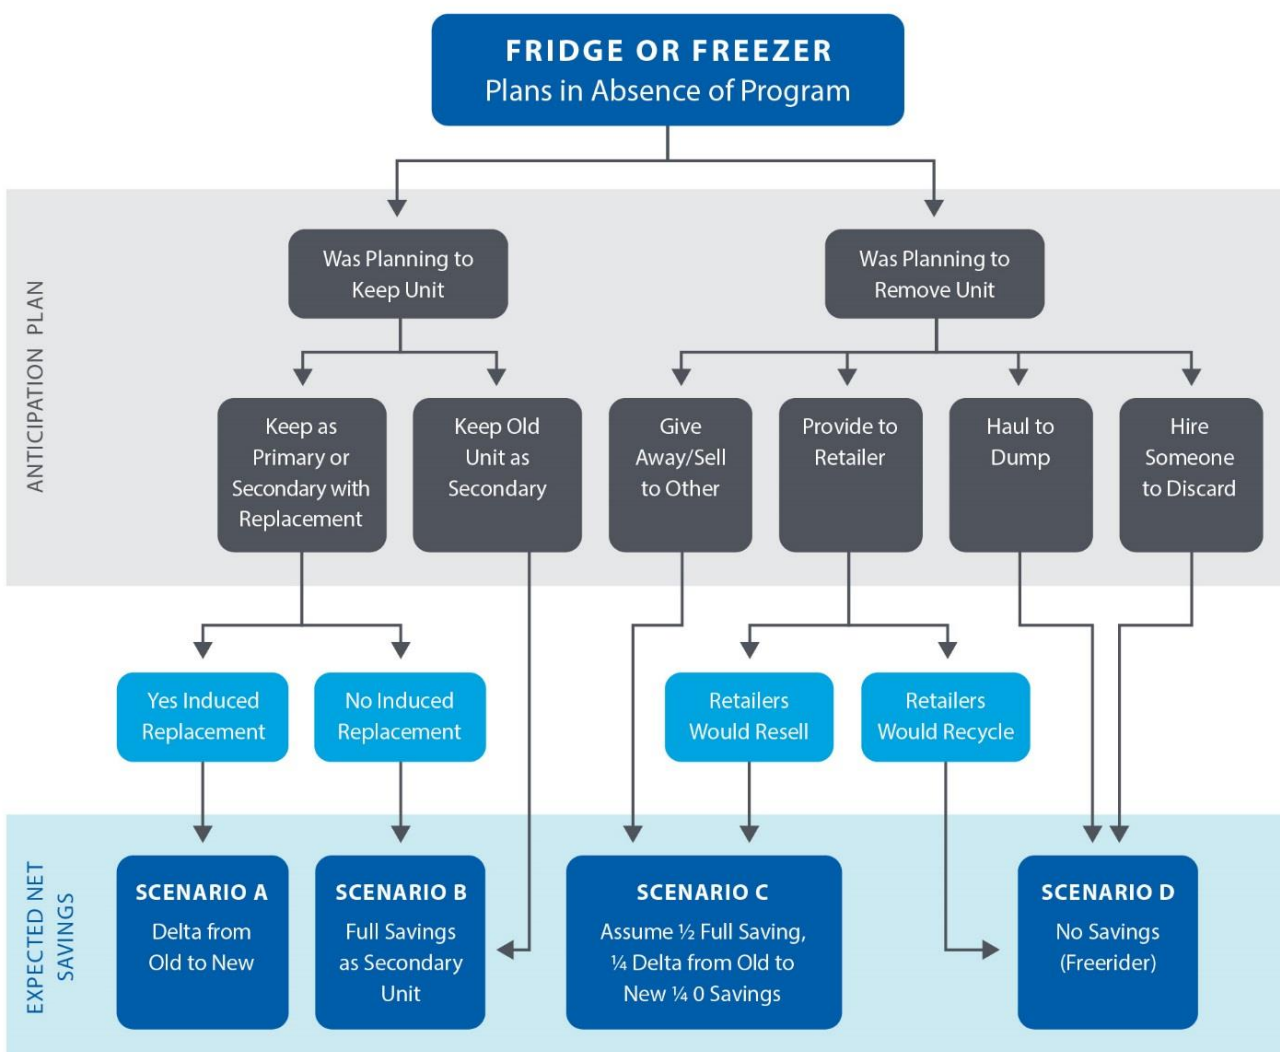 FRIDGE OR FREEZER
Plans in Absence of Program
ANTICIPATION PLAN
Was Planning to
Keep Unit
Was Planning to
Remove Unit
Keep as
Primary or
Secondary with
Replacement
Keep Old
Unit as
Secondary
Give
Away/Sell
to Other
Provide to
Retailer
Haul to
Dump
Hire
Someone
to Discard
Yes Induced
Replacement
No Induced
Replacement
Retailers
Would Resell
Retailers
Would Recycle
EXPECTED NET
SAVINGS
SCENARIO A
Delta from
Old to New
SCENARIO B
Full Savings
as Secondary
Unit
SCENARIO C
Assume ½ Full Saving,
¼ Delta from Old to
New ¼ 0 Savings
SCENARIO D
No Savings
(Freerider)